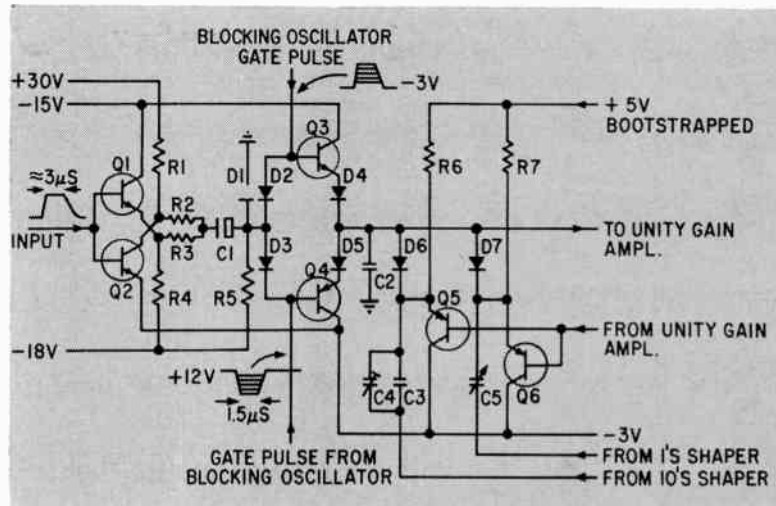 BLOCKING OSCILLATOR
GATE PULSE
+30V
-15V
-3V
+5V
BOOTSTRAPPED
Q1
Q3
R1
R6
R7
≈3μS
D1
D2
D4
R2
INPUT
R3
C1
D3
D5
D6
D7
TO UNITY GAIN
AMPL.
Q2
R4
R5
Q4
C2
Q5
FROM UNITY GAIN
AMPL.
-18V
+12V
1.5μS
C4
C3
C5
Q6
-3V
GATE PULSE FROM
BLOCKING OSCILLATOR
FROM 1'S SHAPER
FROM 10'S SHAPER